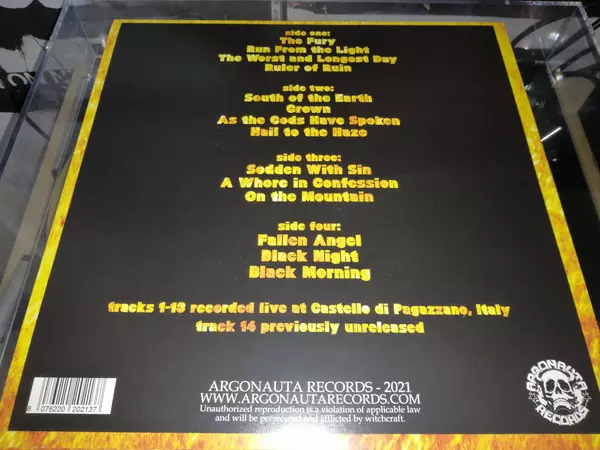 side one:
The Fury
Run From the Light
The Worst and Longest Day
Ruler of Ruin
side two:
South of the Earth
Crown
As the Gods Have Spoken
Hail to the Haze
side three:
Sodden With Sin
A Whore in Confession
On the Mountain
side four:
Fallen Angel
Black Night
Black Morning
tracks 1-13 recorded live at Castello di Pagazzano, Italy
track 14 previously unreleased
8 076220 202137
ARGONAUTA RECORDS - 2021
WWW.ARGONAUTARECORDS.COM
Unauthorized reproduction is a violation of applicable law
and will be persecuted and afflicted by witchcraft.
ARGONAUTA
RECORDS